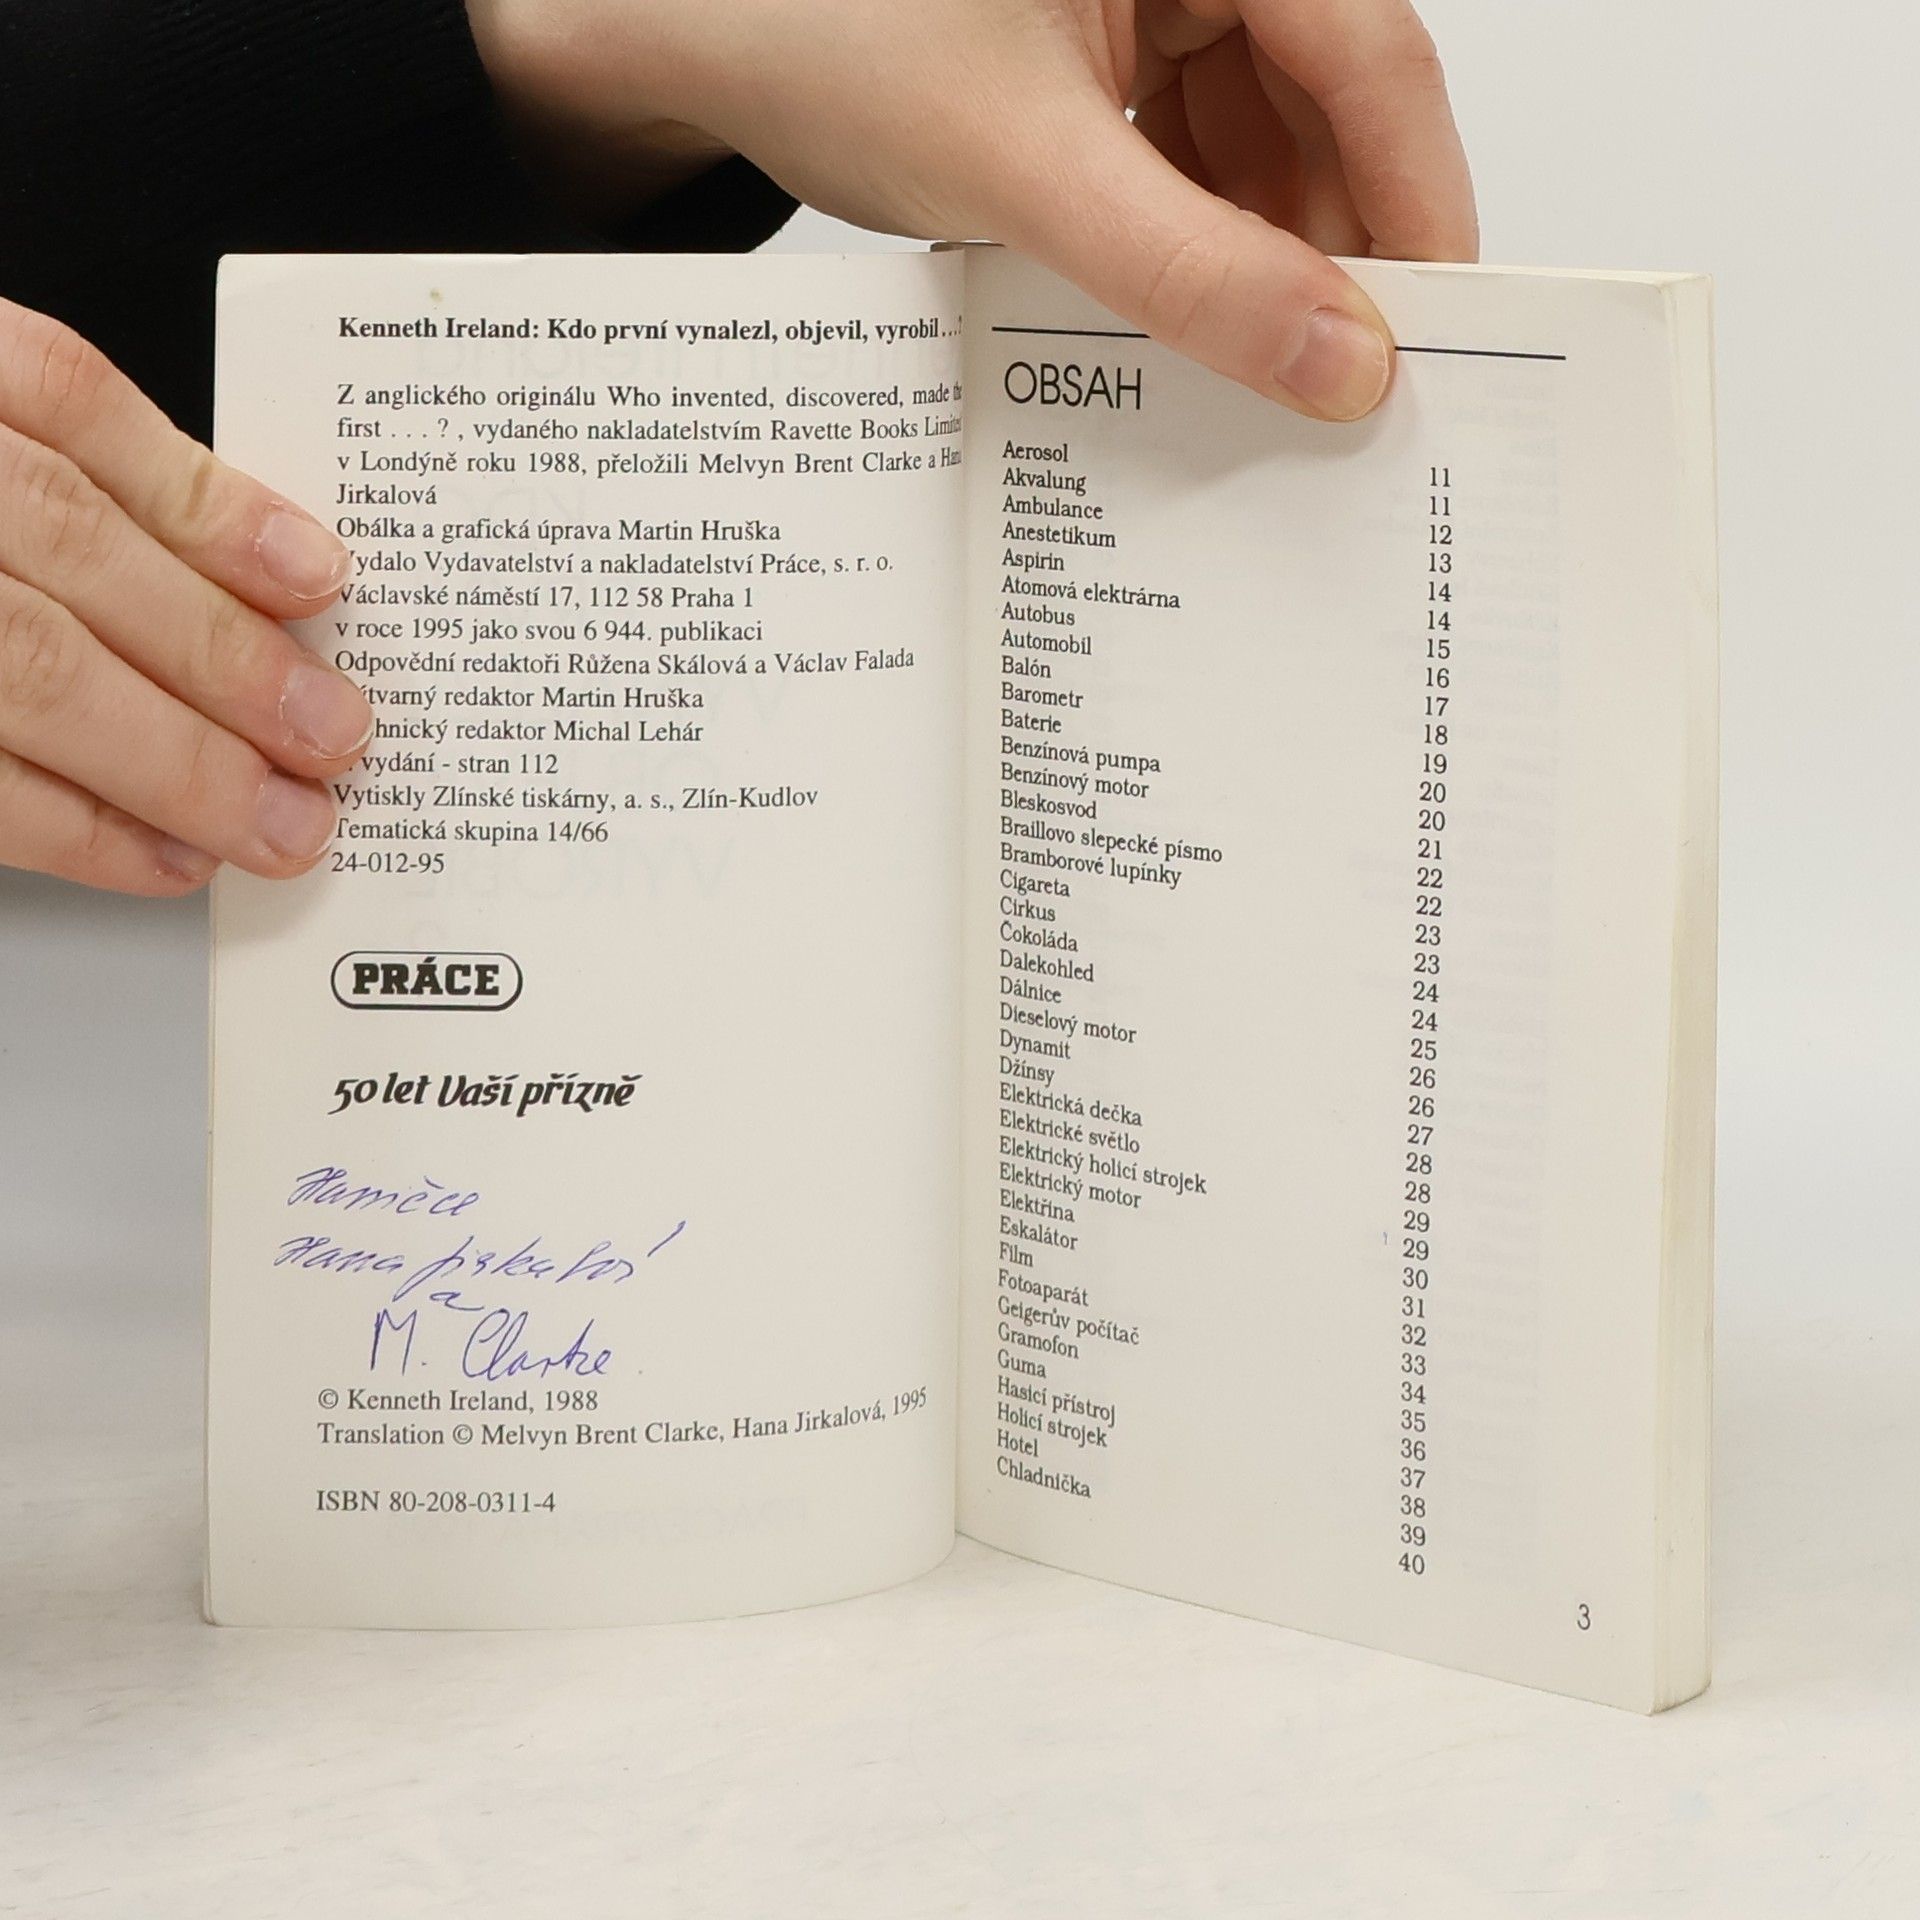 Kenneth Ireland: Kdo první vynalezl, objevil, vyrobil...?
Z anglického originálu Who invented, discovered, made the
first . . . ? , vydaného nakladatelstvím Ravette Books Limited
v Londýně roku 1988, přeložili Melvyn Brent Clarke a Hana
Jirkalová
Obálka a grafická úprava Martin Hruška
Vydalo Vydavatelství a nakladatelství Práce, s. r. o.
Václavské náměstí 17, 112 58 Praha 1
v roce 1995 jako svou 6 944. publikaci
Odpovědní redaktoři Růžena Skálová a Václav Falada
tvarný redaktor Martin Hruška
hnický redaktor Michal Lehár
vydání - stran 112
Vytiskly Zlínské tiskárny, a. s., Zlín-Kudlov
Tematická skupina 14/66
24-012-95
PRÁCE
50 let Vaší přízně
Haničce
Hana Jirkalová
a
M. Clarke
© Kenneth Ireland, 1988
Translation © Melvyn Brent Clarke, Hana Jirkalová, 1995
ISBN 80-208-0311-4
OBSAH
Aerosol 11
Akvalung 11
Ambulance 12
Anestetikum 13
Aspirin 14
Atomová elektrárna 14
Autobus 15
Automobil 16
Balón 17
Barometr 18
Baterie 19
Benzínová pumpa 20
Benzínový motor 20
Bleskosvod 21
Braillovo slepecké písmo 22
Bramborové lupínky 22
Cigareta 23
Cirkus 23
Čokoláda 24
Dalekohled 24
Dálnice 25
Dieselový motor 26
Dynamit 26
Džínsy 27
Elektrická dečka 28
Elektrické světlo 28
Elektrický holicí strojek 29
Elektrický motor 29
Elektřina 30
Eskalátor 31
Film 32
Fotoaparát 33
Geigerův počítač 34
Gramofon 35
Guma 36
Hasicí přístroj 37
Holicí strojek 38
Hotel 39
Chladnička 40
3